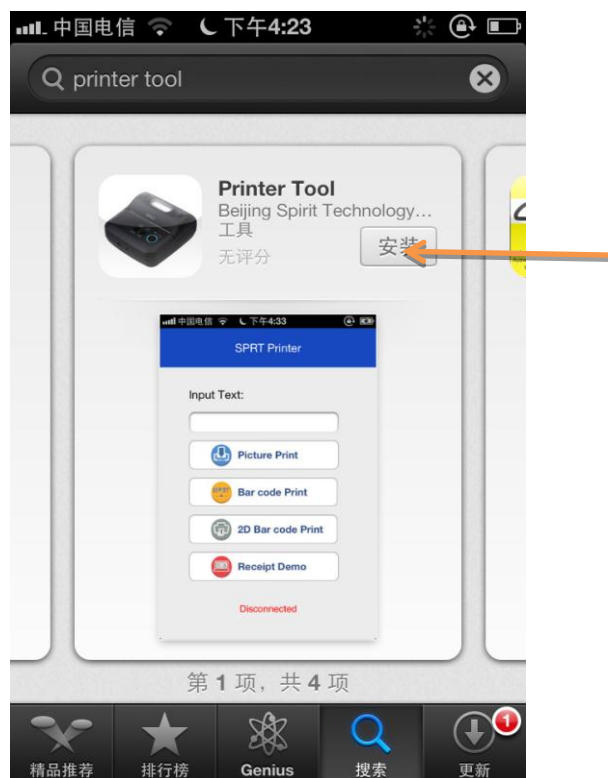 中国电信 下午4:23
printer tool
Printer Tool
Beijing Spirit Technology…
工具
无评分
安装
中国电信 下午4:33
SPRT Printer
Input Text:
Picture Print
Bar code Print
2D Bar code Print
Receipt Demo
Disconnected
第 1 项，共 4 项
1
精品推荐 排行榜 Genius 搜索 更新